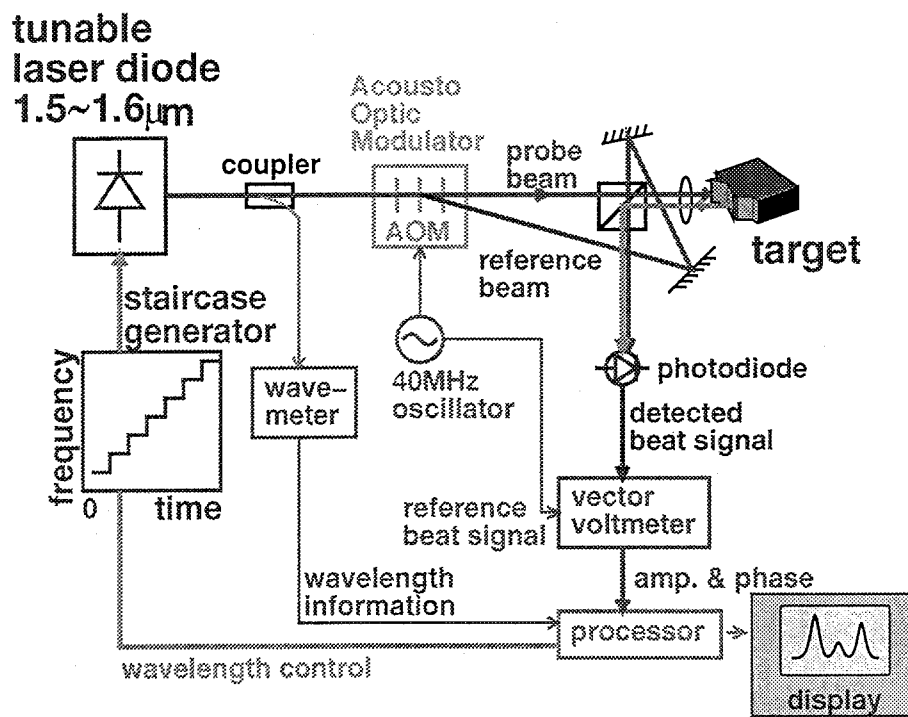 tunable
laser diode
1.5~1.6μm
Acousto
Optic
Modulator
coupler
probe
beam
AOM
reference
beam
target
staircase
generator
frequency
0 time
wave-
meter
40MHz
oscillator
photodiode
detected
beat signal
reference
beat signal
vector
voltmeter
wavelength
information
amp. & phase
processor
wavelength control
display